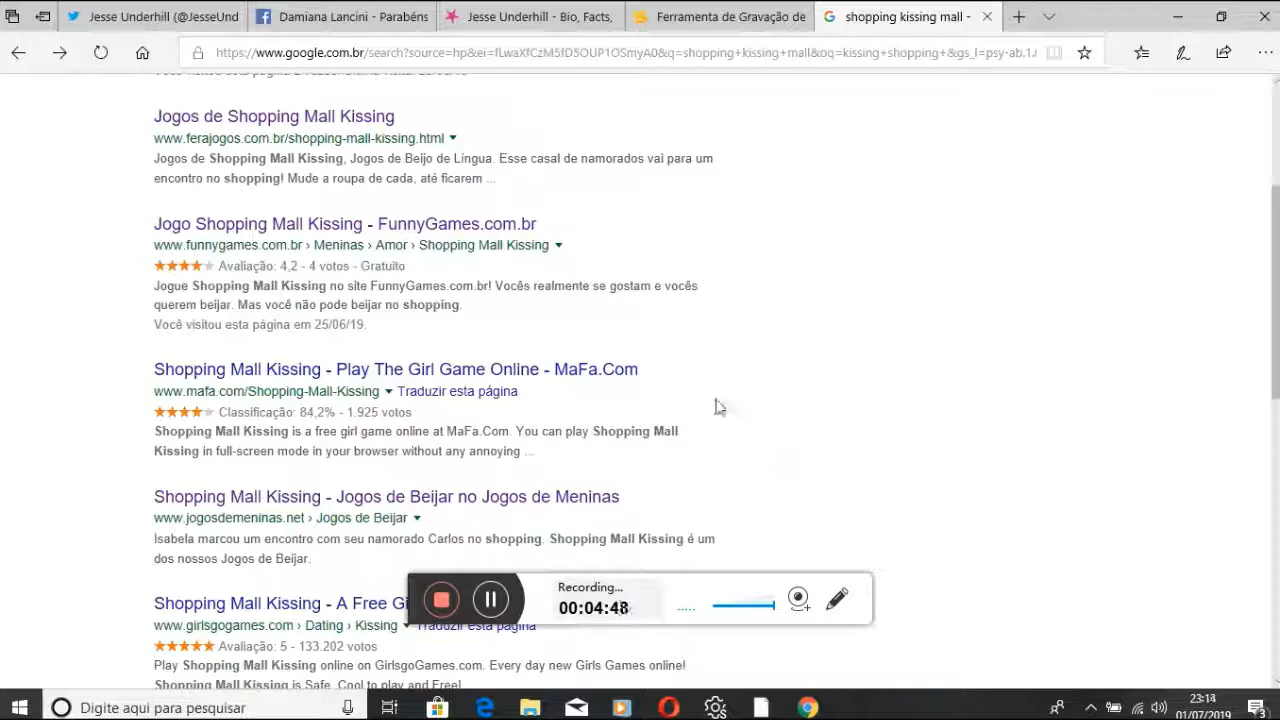 Jesse Underhill (@JesseUnd
Damiana Lancini - Parabéns
Jesse Underhill - Bio, Facts,
Ferramenta de Gravação de
shopping kissing mall -
https://www.google.com.br/search?source=hp&ei=fLwaXfCzM5fD5OUP1OSmyA0&q=shopping+kissing+mall&oq=kissing+shopping+&gs_l=psy-ab.1.(
Jogos de Shopping Mall Kissing
www.ferajogos.com.br/shopping-mall-kissing.html
Jogos de Shopping Mall Kissing, Jogos de Beijo de Língua. Esse casal de namorados vai para um
encontro no shopping! Mude a roupa de cada, até ficarem ...
Jogo Shopping Mall Kissing - FunnyGames.com.br
www.funnygames.com.br › Meninas › Amor › Shopping Mall Kissing
Avaliação: 4,2 - 4 votos - Gratuito
Jogue Shopping Mall Kissing no site FunnyGames.com.br! Vocês realmente se gostam e vocês
querem beijar. Mas você não pode beijar no shopping.
Você visitou esta página em 25/06/19.
Shopping Mall Kissing - Play The Girl Game Online - MaFa.Com
www.mafa.com/Shopping-Mall-Kissing Traduzir esta página
Classificação: 84,2% - 1.925 votos
Shopping Mall Kissing is a free girl game online at MaFa.Com. You can play Shopping Mall
Kissing in full-screen mode in your browser without any annoying ...
Shopping Mall Kissing - Jogos de Beijar no Jogos de Meninas
www.jogosdemeninas.net › Jogos de Beijar
Isabela marcou um encontro com seu namorado Carlos no shopping. Shopping Mall Kissing é um
dos nossos Jogos de Beijar.
Recording...
00:04:48
Shopping Mall Kissing - A Free Gi
www.girlsgogames.com › Dating › Kissing Traduzir esta página
Avaliação: 5 - 133.202 votos
Play Shopping Mall Kissing online on GirlsgoGames.com. Every day new Girls Games online!
Shopping Mall Kissing is Safe, Cool to play and Free!
Digite aqui para pesquisar
23:14
01/07/2019
3